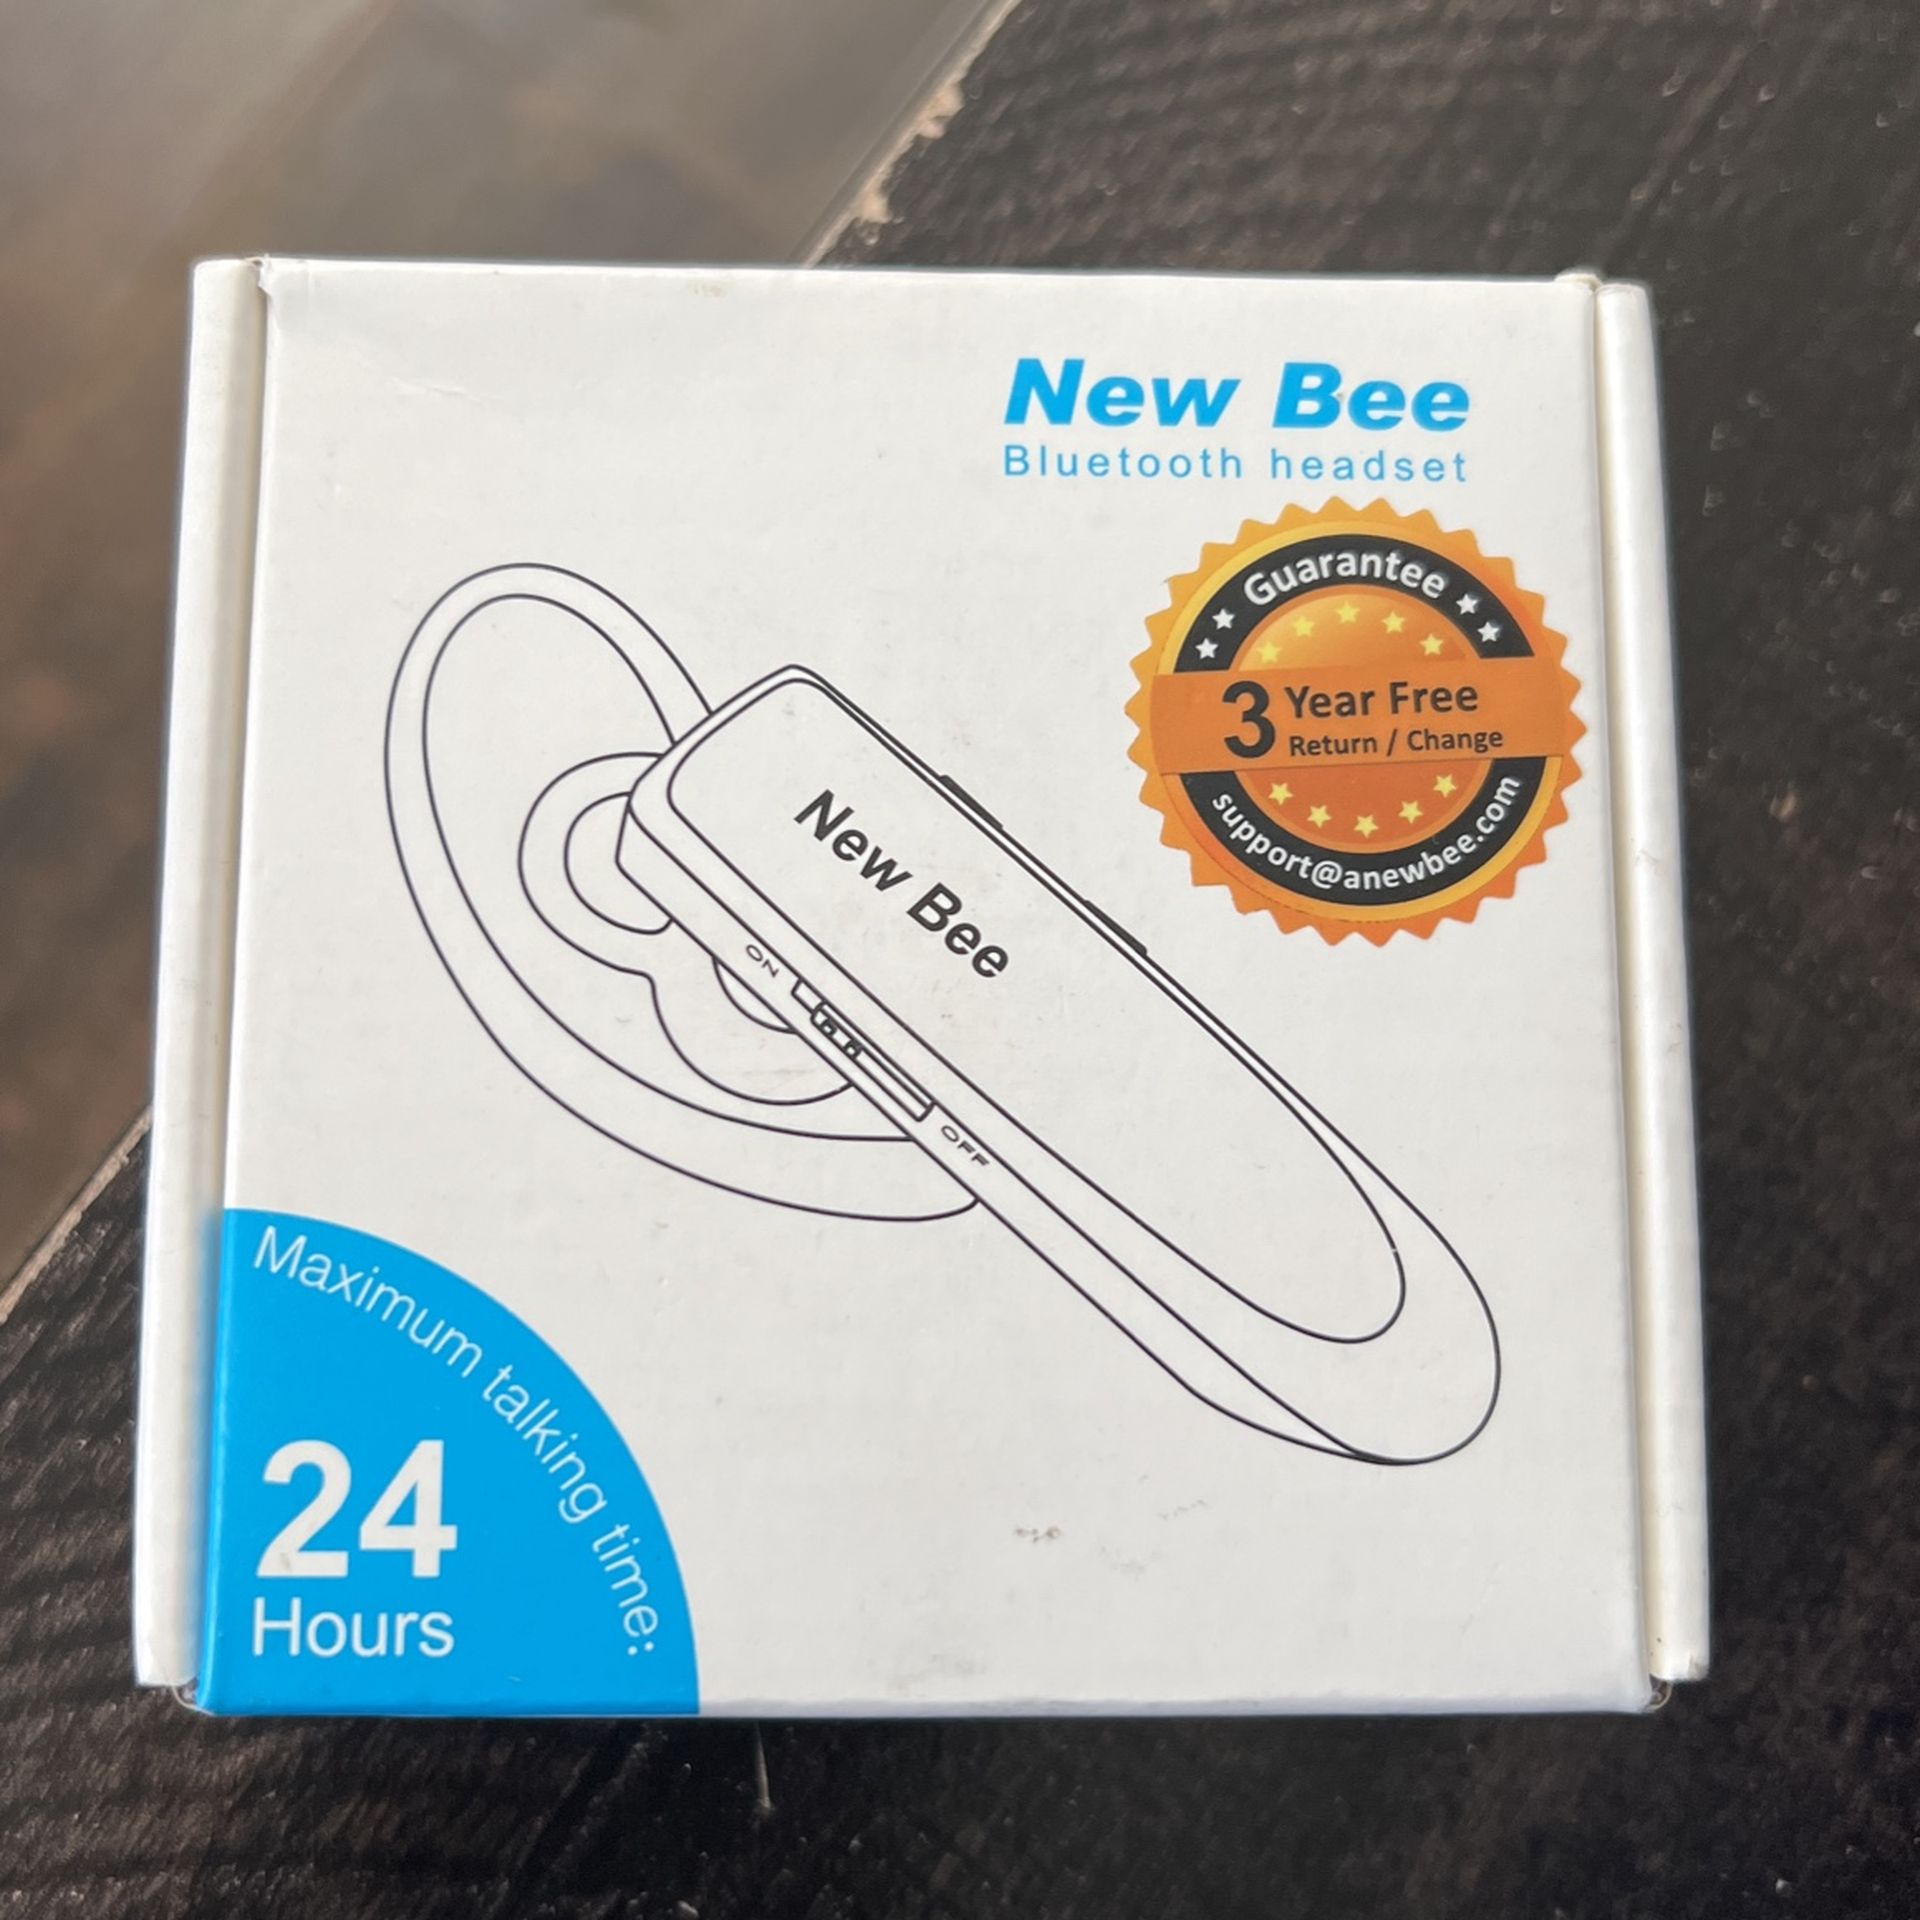 New Bee
Bluetooth headset
Guarantee
3 Year Free
Return / Change
support@anewbee.com
New Bee
ON
OFF
Maximum talking time:
24
Hours